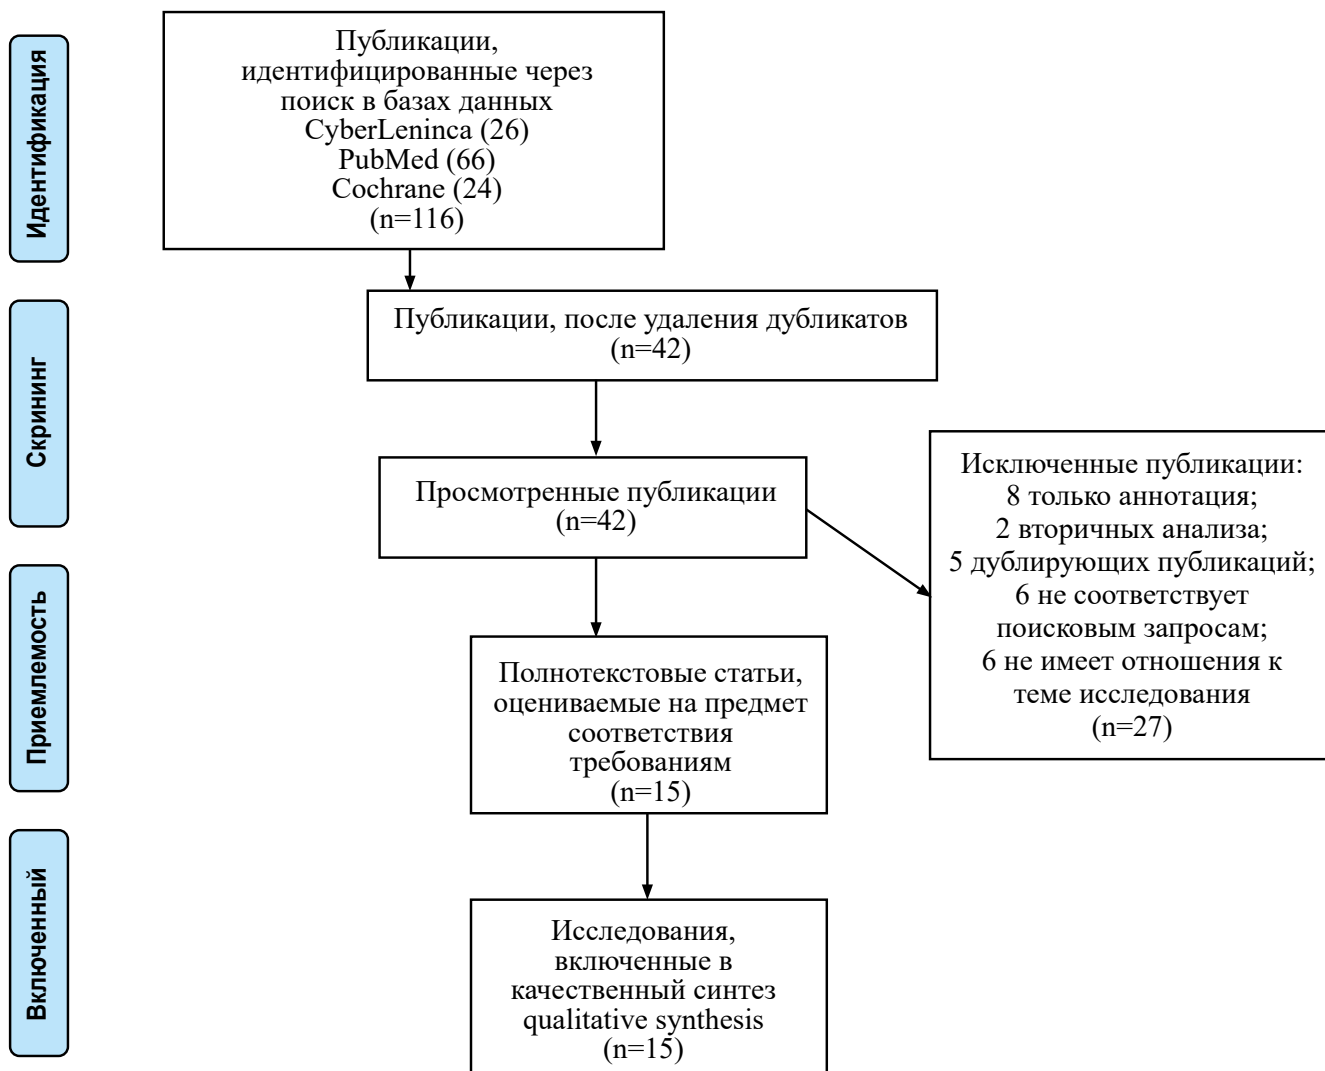 Идентификация
Публикации,
идентифицированные через
поиск в базах данных
CyberLeninca (26)
PubMed (66)
Cochrane (24)
(n=116)
Скрининг
Публикации, после удаления дубликатов
(n=42)
Просмотренные публикации
(n=42)
Исключенные публикации:
8 только аннотация;
2 вторичных анализа;
5 дублирующих публикаций;
6 не соответствует
поисковым запросам;
6 не имеет отношения к
теме исследования
(n=27)
Приемлемость
Полнотекстовые статьи,
оцениваемые на предмет
соответствия
требованиям
(n=15)
Включенный
Исследования,
включенные в
качественный синтез
qualitative synthesis
(n=15)